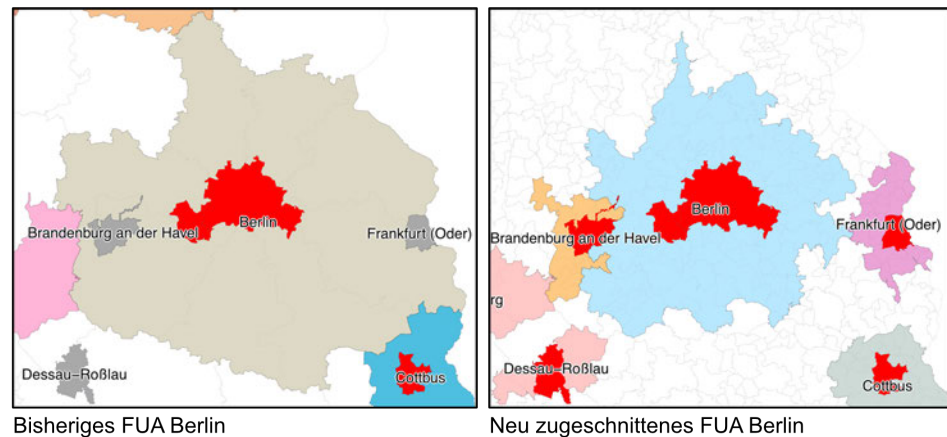 Berlin
Brandenburg an der Havel
Frankfurt (Oder)
Dessau-Roßlau
Cottbus
Bisheriges FUA Berlin
Berlin
Brandenburg an der Havel
Frankfurt (Oder)
rg
Dessau-Roßlau
Cottbus
Neu zugeschnittenes FUA Berlin